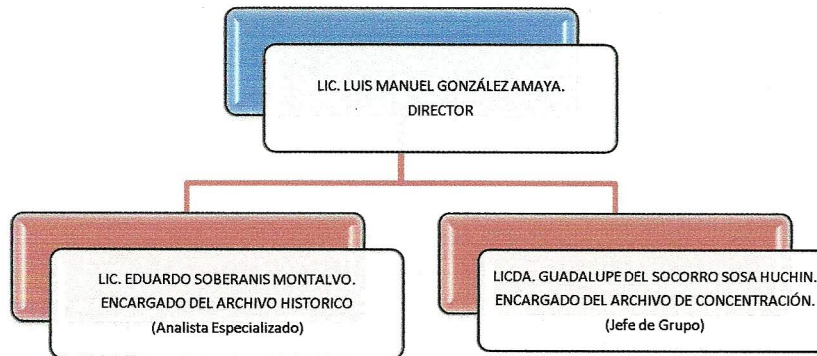 LIC. LUIS MANUEL GONZÁLEZ AMAYA.
DIRECTOR
LIC. EDUARDO SOBERANIS MONTALVO.
ENCARGADO DEL ARCHIVO HISTORICO
(Analista Especializado)
LICDA. GUADALUPE DEL SOCORRO SOSA HUCHIN.
ENCARGADO DEL ARCHIVO DE CONCENTRACIÓN.
(Jefe de Grupo)